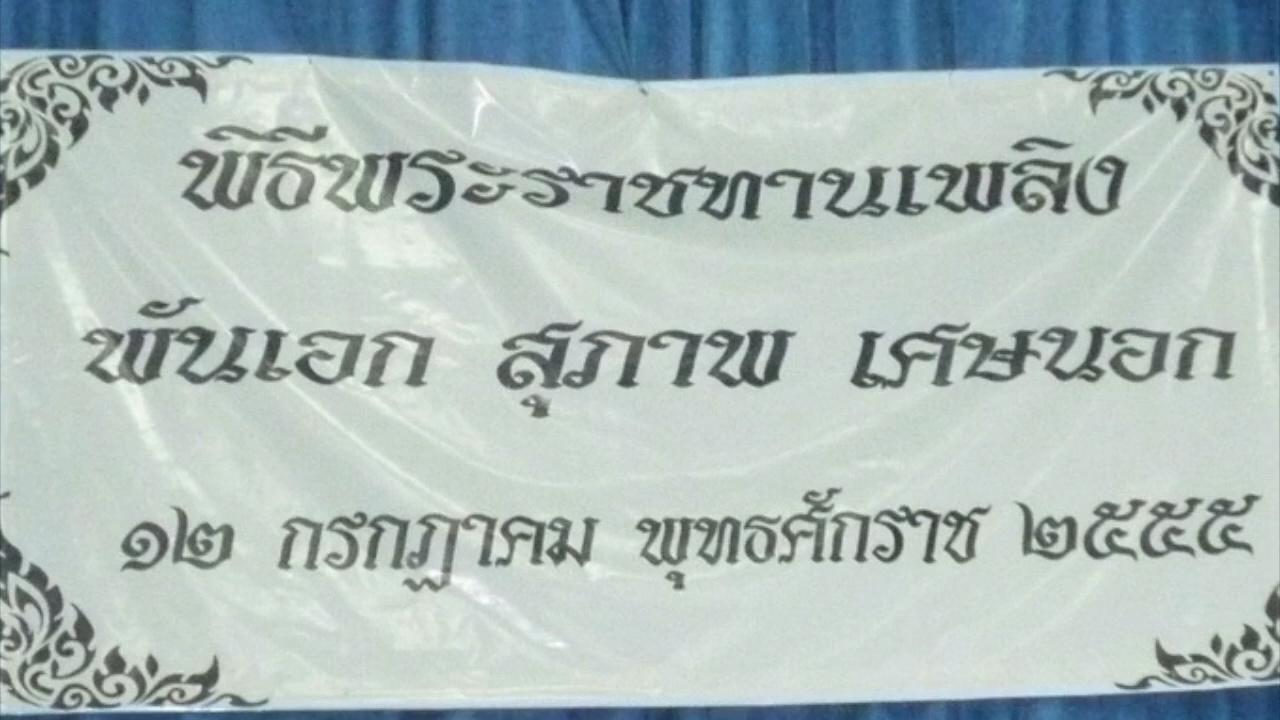 พิธีพระราชทานเพลิง
พันเอก สุภาพ เศษนอก
๑๒ กรกฎาคม พุทธศักราช ๒๕๕๕